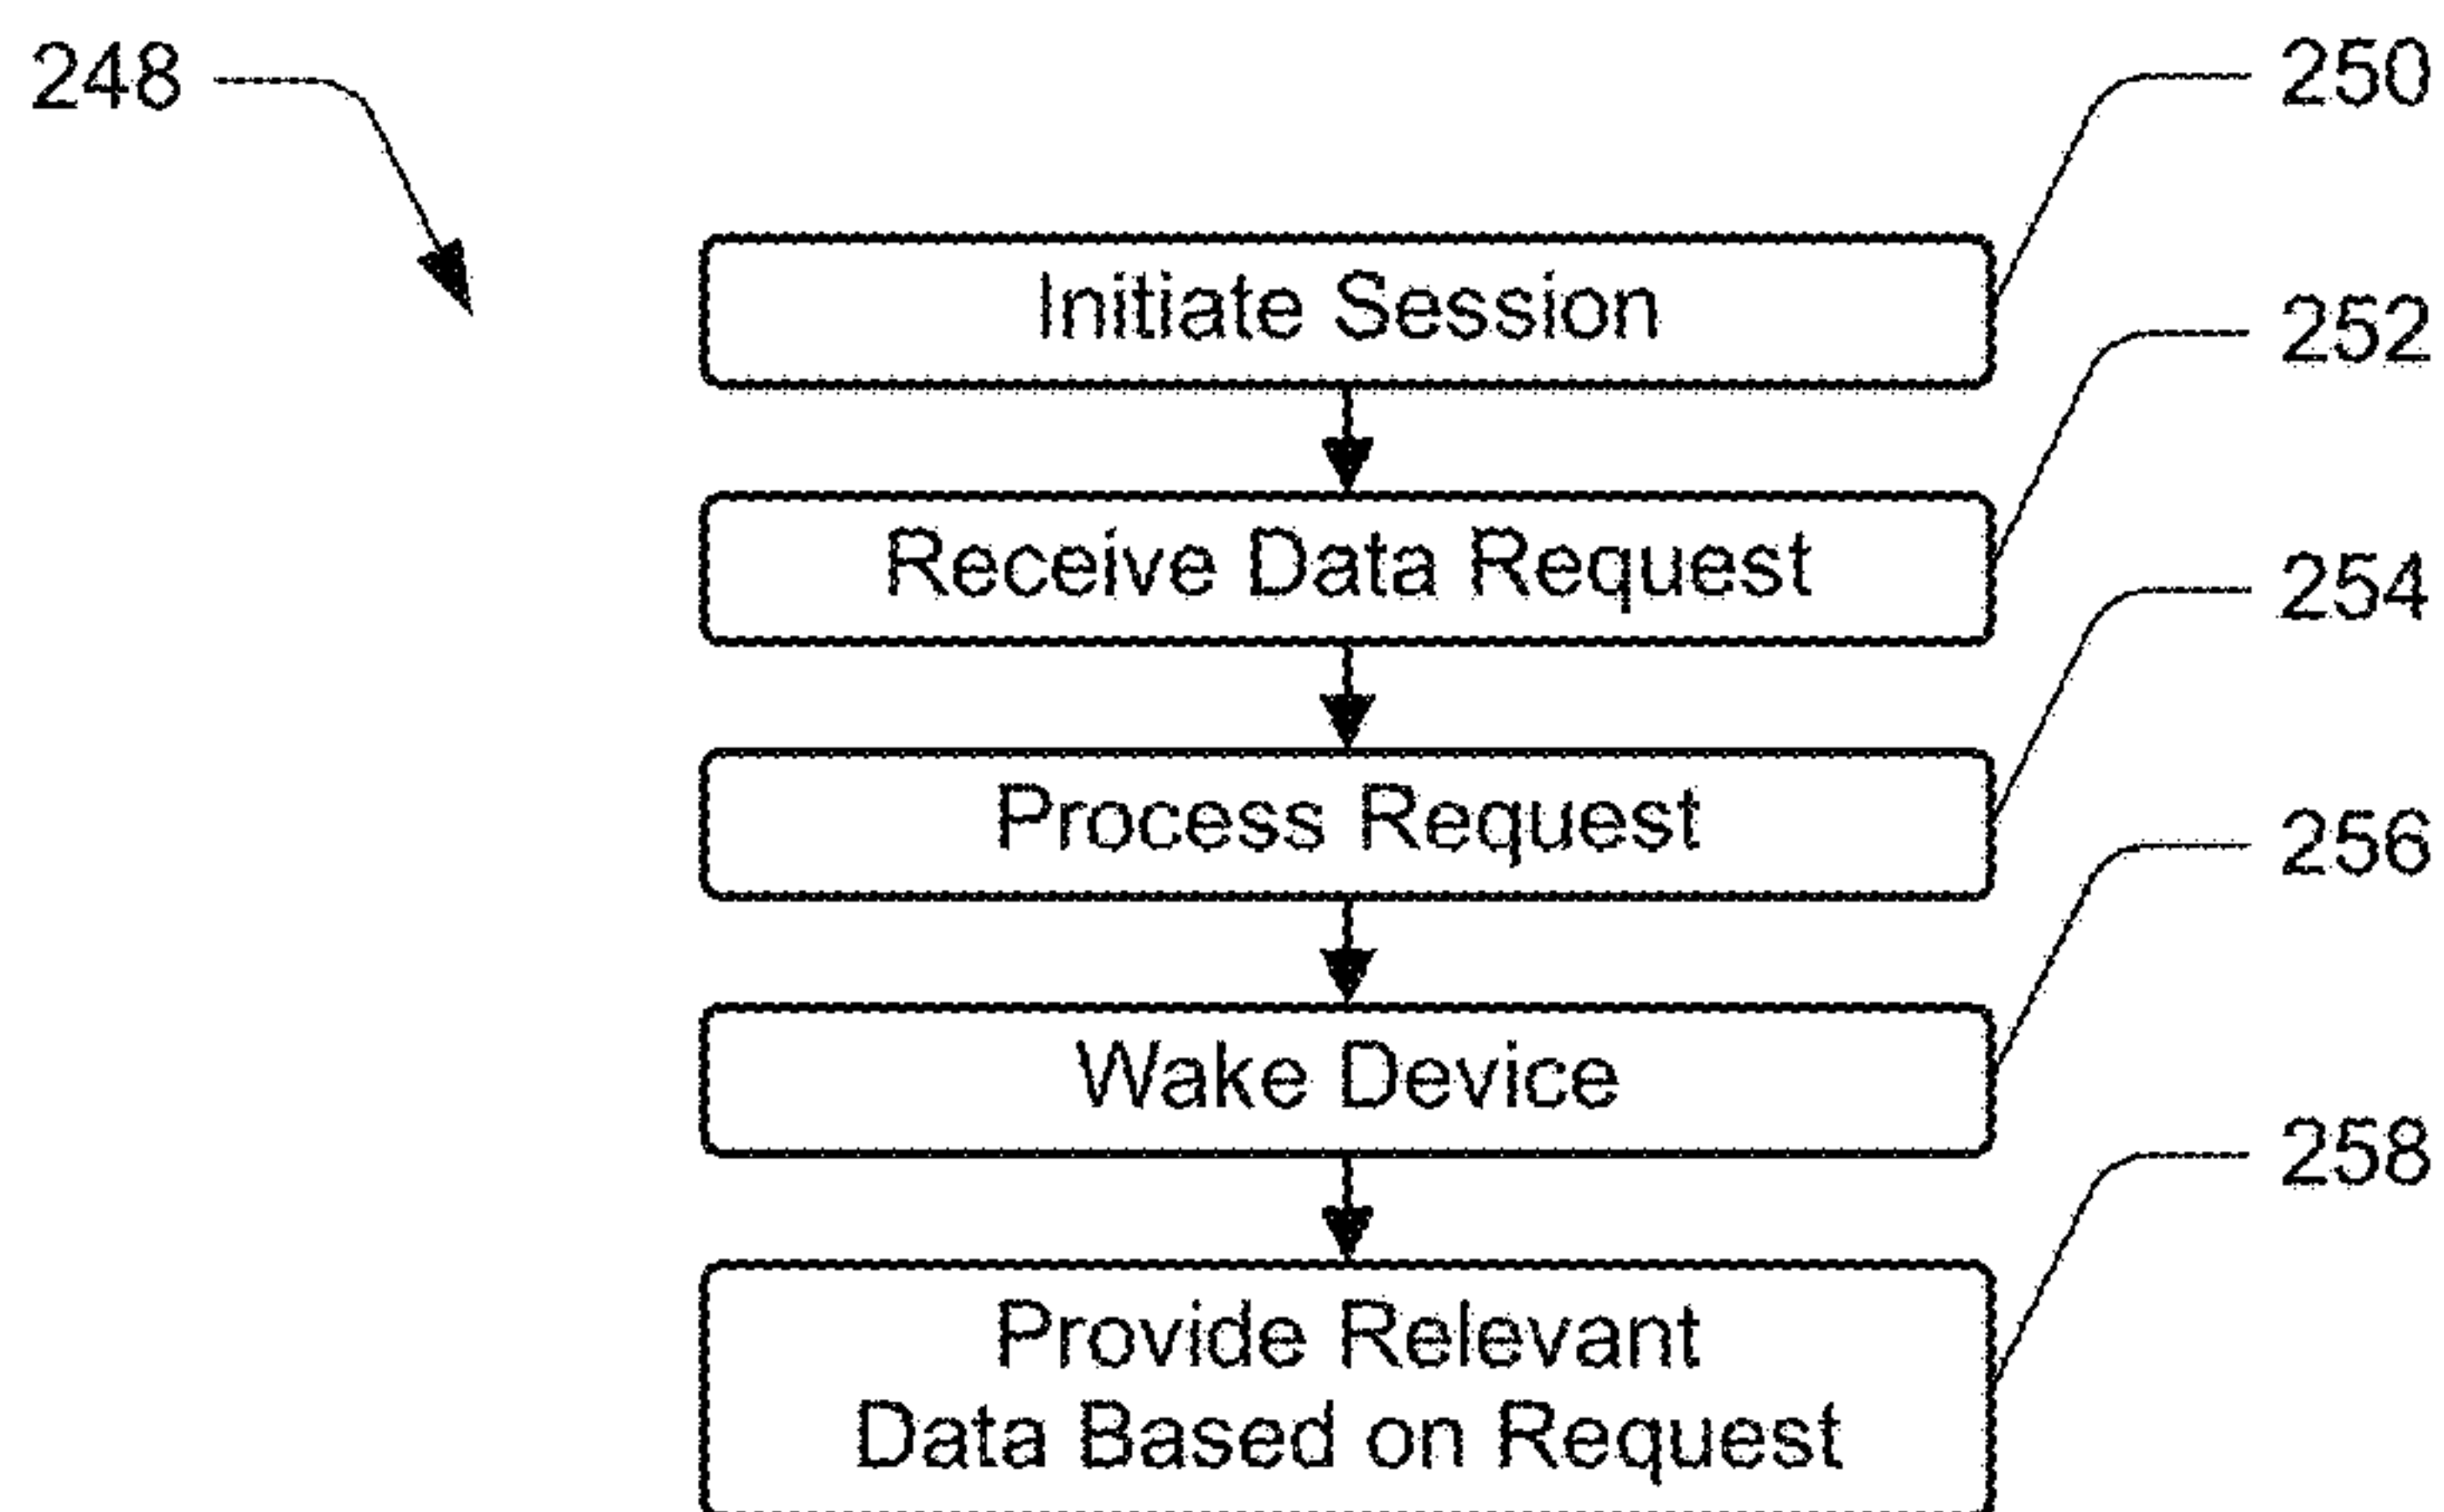 248
250
Initiate Session
252
Receive Data Request
254
Process Request
256
Wake Device
258
Provide Relevant
Data Based on Request